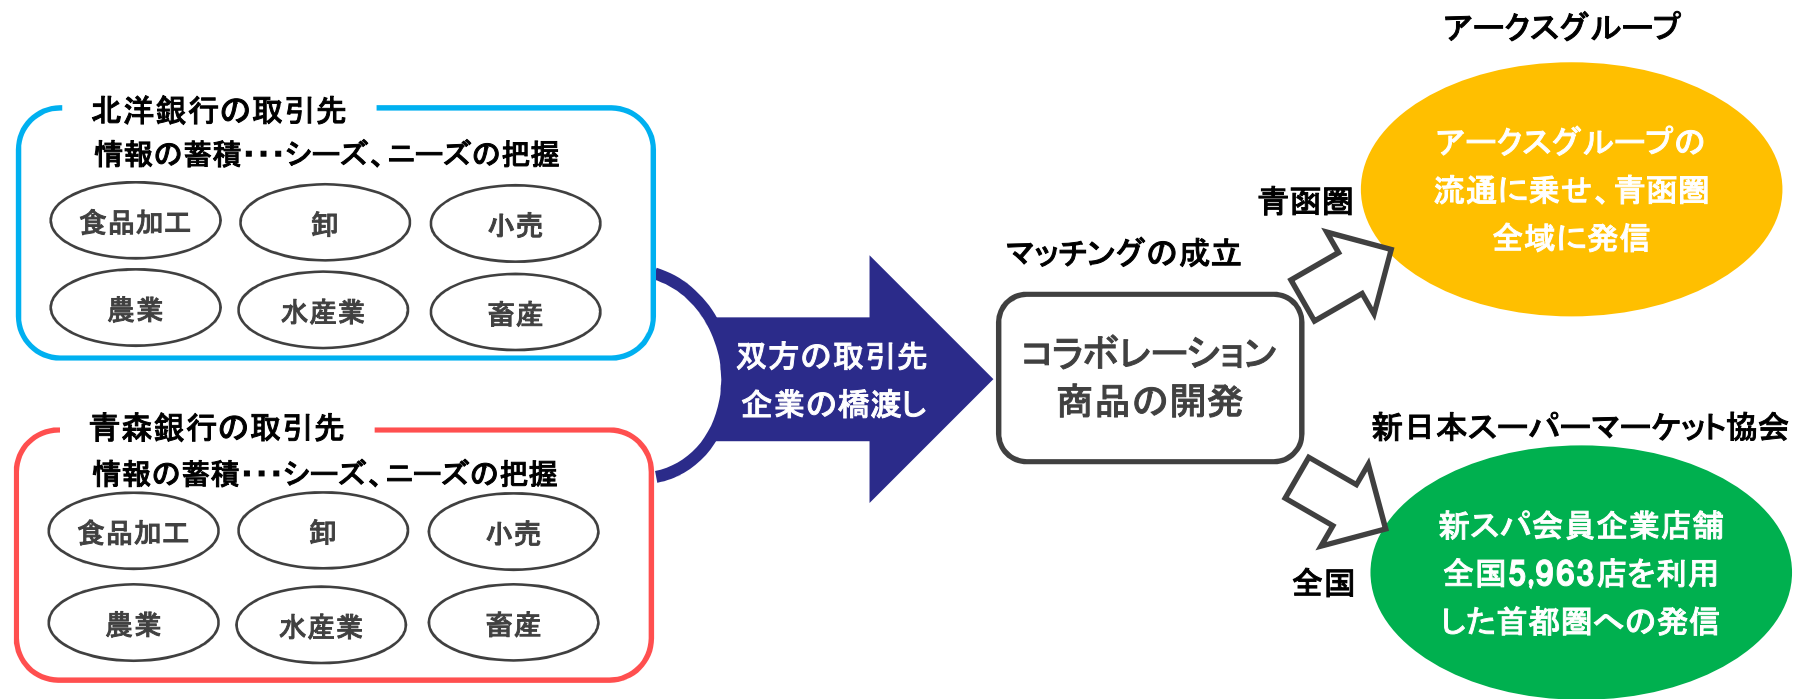 北洋銀行の取引先
情報の蓄積･･･シーズ、ニーズの把握
食品加工
卸
小売
農業
水産業
畜産
青森銀行の取引先
情報の蓄積･･･シーズ、ニーズの把握
食品加工
卸
小売
農業
水産業
畜産
双方の取引先
企業の橋渡し
マッチングの成立
コラボレーション
商品の開発
青函圏
アークスグループ
アークスグループの
流通に乗せ、青函圏
全域に発信
全国
新日本スーパーマーケット協会
新スパ会員企業店舗
全国5,963店を利用
した首都圏への発信